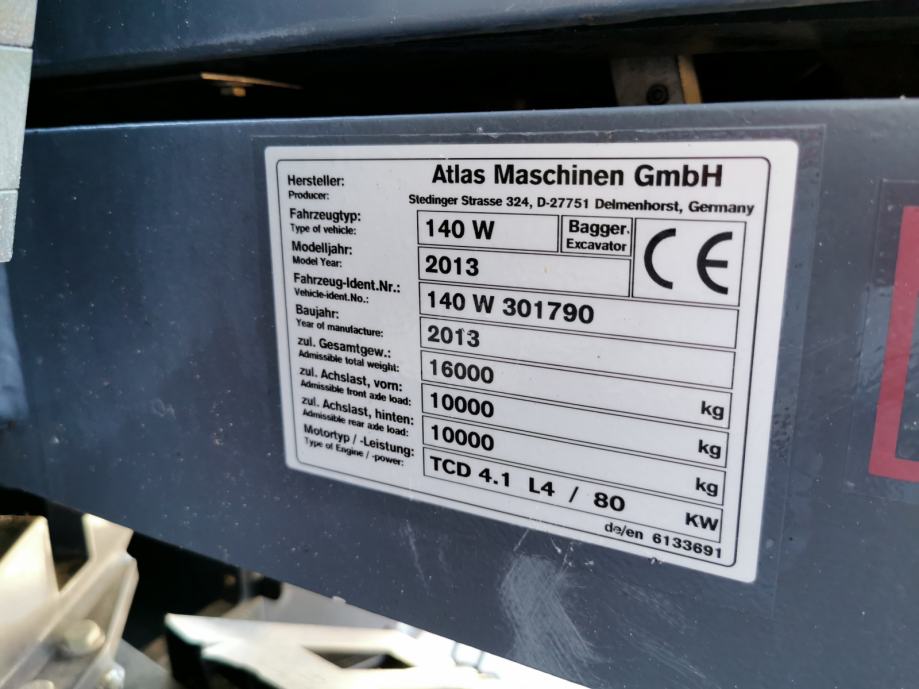 Hersteller: Atlas Maschinen GmbH
Producer: Stedinger Strasse 324, D-27751 Delmenhorst, Germany
Fahrzeugtyp: 140 W Bagger.
Type of vehicle: Excavator
CE
Modelljahr: 2013
Model Year:
Fahrzeug-Ident.Nr.: 140 W 301790
Vehicle-ident.No.:
Baujahr: 2013
Year of manufacture:
zul. Gesamtgew.: 16000 kg
Admissible total weight:
zul. Achslast, vorn: 10000 kg
Admissible front axle load:
zul. Achslast, hinten: 10000 kg
Admissible rear axle load:
Motortyp / -Leistung: TCD 4.1 L4 / 80 KW
Type of Engine / -power:
de/en 6133691